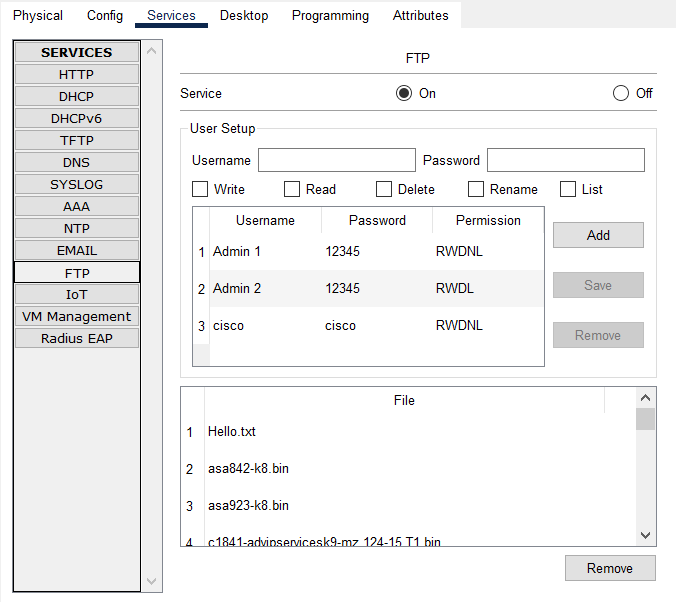 Physical Config Services Desktop Programming Attributes
SERVICES
HTTP
DHCP
DHCPv6
TFTP
DNS
SYSLOG
AAA
NTP
EMAIL
FTP
IoT
VM Management
Radius EAP
FTP
Service On Off
User Setup
Username Password
Write Read Delete Rename List
Username Password Permission
1 Admin 1 12345 RWDNL
2 Admin 2 12345 RWDL
3 cisco cisco RWDNL
Add
Save
Remove
File
1 Hello.txt
2 asa842-k8.bin
3 asa923-k8.bin
4 c1841-advipservicesk9-mz.124-15.T1.bin
Remove